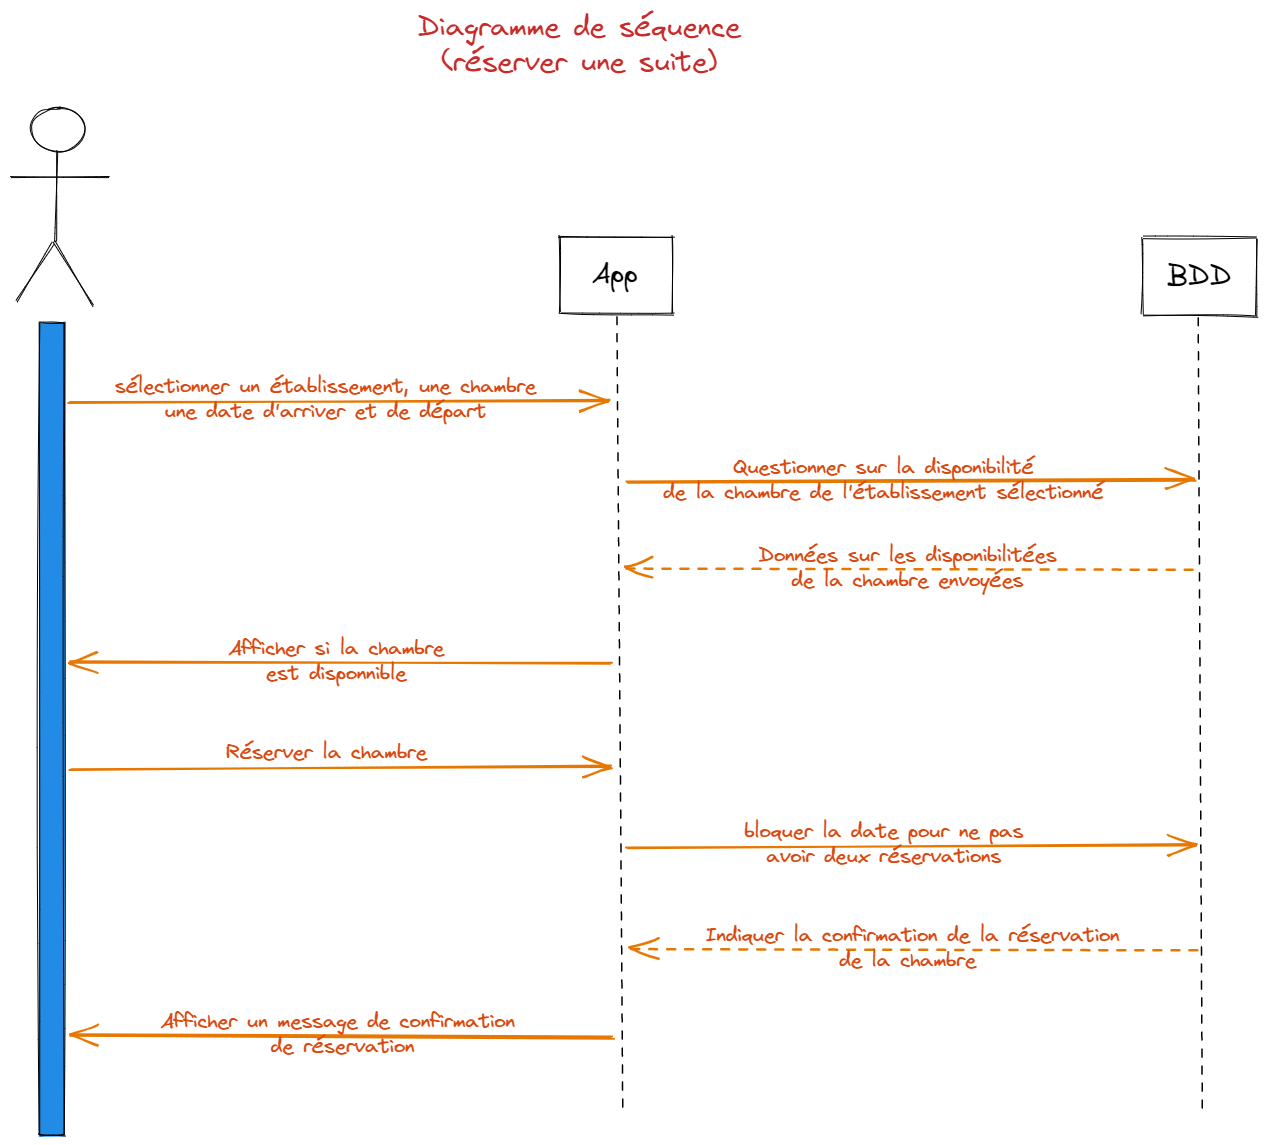 Diagramme de séquence
(réserver une suite)
App
BDD
sélectionner un établissement, une chambre
une date d'arriver et de départ
Questionner sur la disponibilité
de la chambre de l'établissement sélectionné
Données sur les disponibilitées
de la chambre envoyées
Afficher si la chambre
est disponnible
Réserver la chambre
bloquer la date pour ne pas
avoir deux réservations
Indiquer la confirmation de la réservation
de la chambre
Afficher un message de confirmation
de réservation